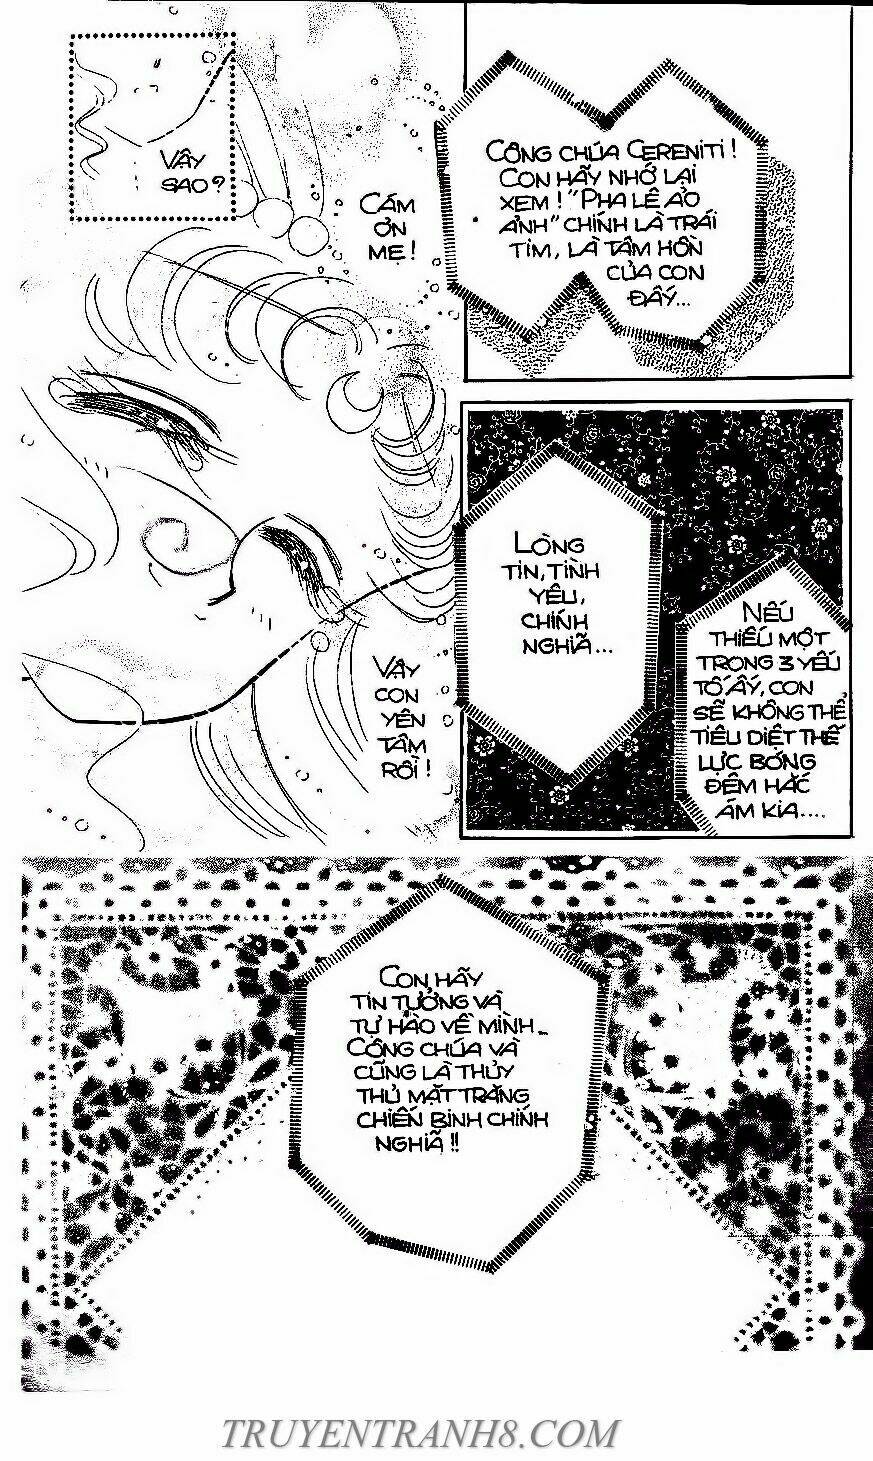 CÔNG CHÚA CERENITI !
CON HÃY NHỚ LẠI
XEM ! "PHA LÊ ẢO
ẢNH" CHÍNH LÀ TRÁI
TIM, LÀ TÂM HỒN
CỦA CON
ĐẤY...
VẬY
SAO ?
CÁM
ƠN
MẸ !
LÒNG
TIN, TÌNH
YÊU,
CHÍNH
NGHIÃ...
NẾU
THIẾU MỘT
TRONG 3 YẾU
TỐ ẤY, CON
SẼ KHÔNG THỂ
TIÊU DIỆT THẾ
LỰC BÓNG
ĐÊM HẮC
ÁM KIA....
VẬY
CON
YÊN
TÂM
RỒI !
CON HÃY
TIN TƯỞNG VÀ
TỰ HÀO VỀ MÌNH...
CÔNG CHÚA VÀ
CŨNG LÀ THỦY
THỦ MẶT TRĂNG
CHIẾN BINH CHÍNH
NGHIÃ !!
TRUYENTRANH8.COM